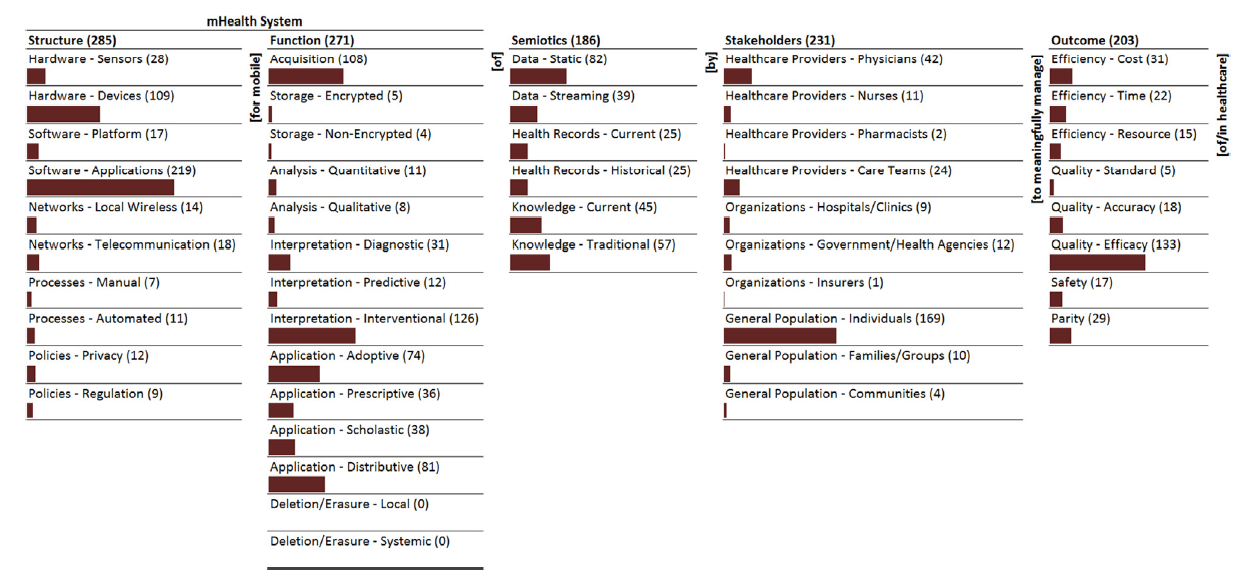 mHealth System
Structure (285)
Hardware - Sensors (28)
Hardware - Devices (109)
Software - Platform (17)
Software - Applications (219)
Networks - Local Wireless (14)
Networks - Telecommunication (18)
Processes - Manual (7)
Processes - Automated (11)
Policies - Privacy (12)
Policies - Regulation (9)
[for mobile]
Function (271)
Acquisition (108)
Storage - Encrypted (5)
Storage - Non-Encrypted (4)
Analysis - Quantitative (11)
Analysis - Qualitative (8)
Interpretation - Diagnostic (31)
Interpretation - Predictive (12)
Interpretation - Interventional (126)
Application - Adoptive (74)
Application - Prescriptive (36)
Application - Scholastic (38)
Application - Distributive (81)
Deletion/Erasure - Local (0)
Deletion/Erasure - Systemic (0)
[of]
Semiotics (186)
Data - Static (82)
Data - Streaming (39)
Health Records - Current (25)
Health Records - Historical (25)
Knowledge - Current (45)
Knowledge - Traditional (57)
[by]
Stakeholders (231)
Healthcare Providers - Physicians (42)
Healthcare Providers - Nurses (11)
Healthcare Providers - Pharmacists (2)
Healthcare Providers - Care Teams (24)
Organizations - Hospitals/Clinics (9)
Organizations - Government/Health Agencies (12)
Organizations - Insurers (1)
General Population - Individuals (169)
General Population - Families/Groups (10)
General Population - Communities (4)
[to meaningfully manage]
Outcome (203)
Efficiency - Cost (31)
Efficiency - Time (22)
Efficiency - Resource (15)
Quality - Standard (5)
Quality - Accuracy (18)
Quality - Efficacy (133)
Safety (17)
Parity (29)
[of/in healthcare]